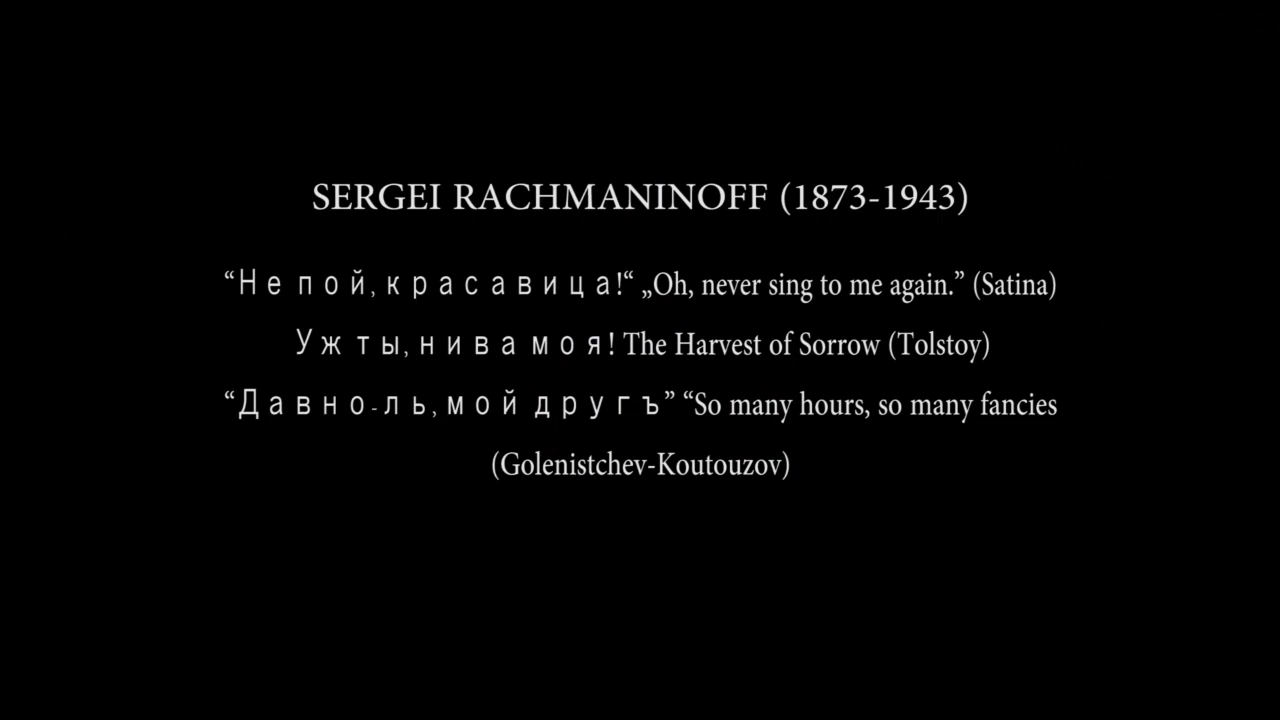 SERGEI RACHMANINOFF (1873-1943)
“Не пой, красавица!“ „Oh, never sing to me again.” (Satina)
Уж ты, нива моя! The Harvest of Sorrow (Tolstoy)
“Давно-ль, мой другъ” “So many hours, so many fancies
(Golenistchev-Koutouzov)